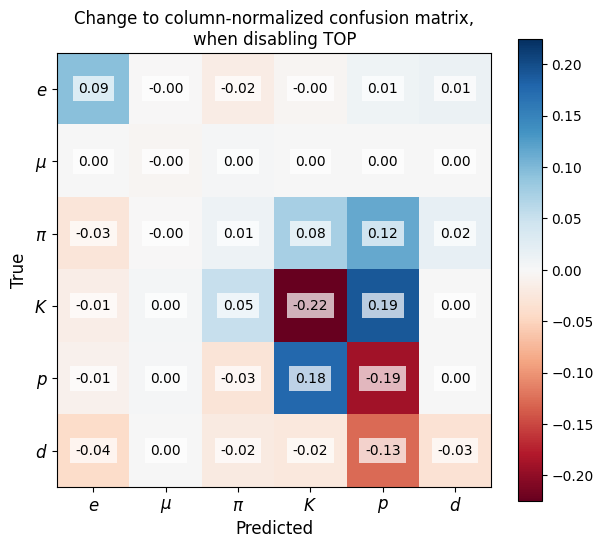 Change to column-normalized confusion matrix,
when disabling TOP
True
e 0.09 -0.00 -0.02 -0.00 0.01 0.01
μ 0.00 -0.00 0.00 0.00 0.00 0.00
π -0.03 -0.00 0.01 0.08 0.12 0.02
K -0.01 0.00 0.05 -0.22 0.19 0.00
p -0.01 0.00 -0.03 0.18 -0.19 0.00
d -0.04 0.00 -0.02 -0.02 -0.13 -0.03
e μ π K p d
Predicted
0.20
0.15
0.10
0.05
0.00
−0.05
−0.10
−0.15
−0.20